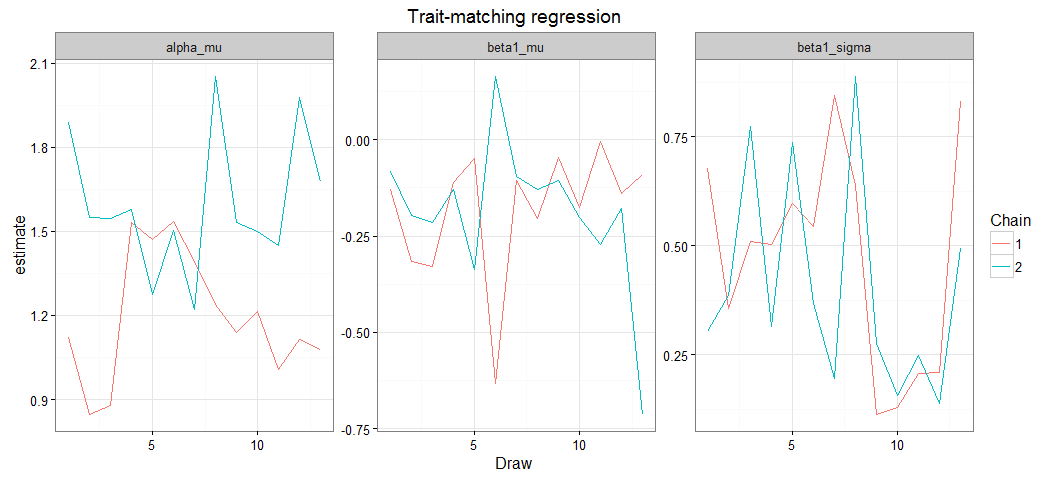 Trait-matching regression
alpha_mu
beta1_mu
beta1_sigma
estimate
2.1
1.8
1.5
1.2
0.9
0.00
-0.25
-0.50
-0.75
0.75
0.50
0.25
5
10
5
10
5
10
Draw
Chain
1
2